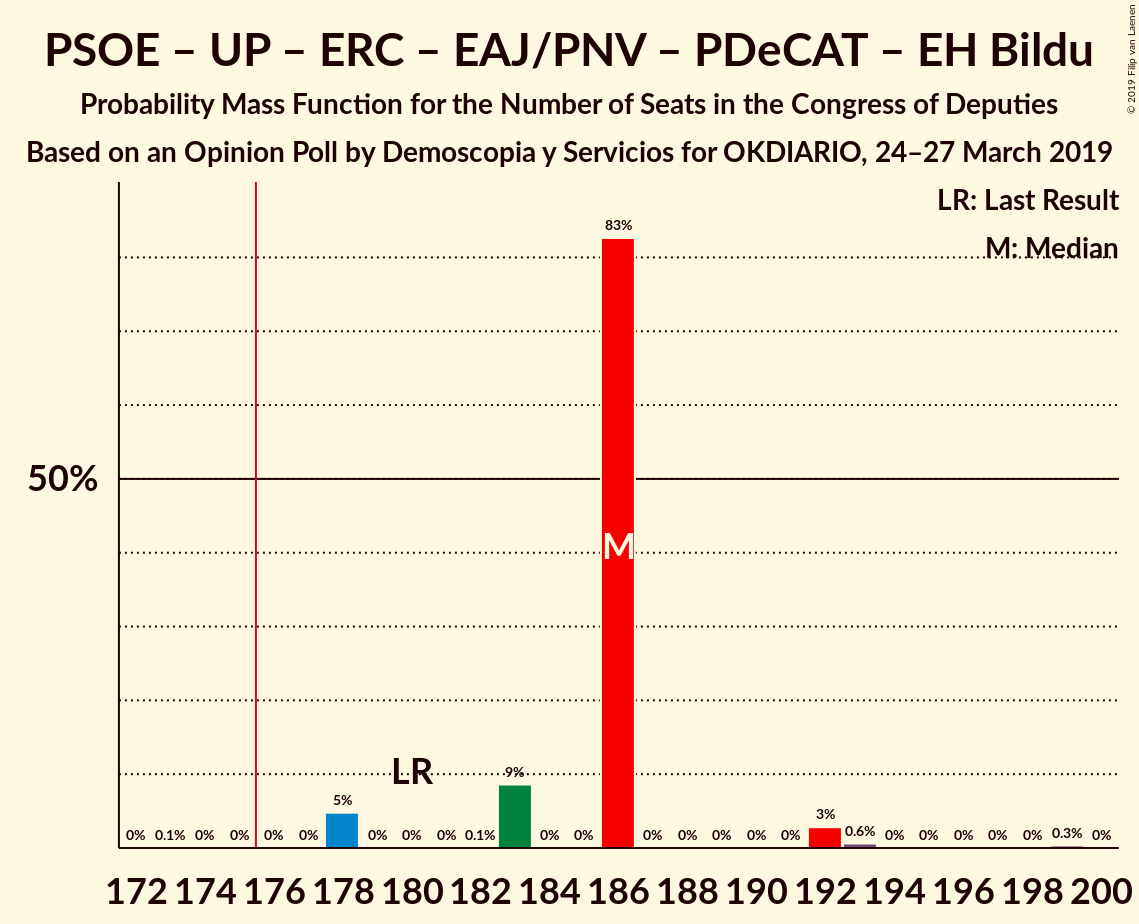 PSOE – UP – ERC – EAJ/PNV – PDeCAT – EH Bildu
Probability Mass Function for the Number of Seats in the Congress of Deputies
Based on an Opinion Poll by Demoscopia y Servicios for OKDIARIO, 24–27 March 2019
© 2019 Filip van Laenen
LR: Last Result
M: Median
83%
50%
M
LR
9%
5%
3%
0% 0.1% 0% 0% 0% 0% 0% 0% 0% 0.1% 0% 0% 0% 0% 0% 0% 0% 0.6% 0% 0% 0% 0% 0% 0.3% 0%
172 174 176 178 180 182 184 186 188 190 192 194 196 198 200